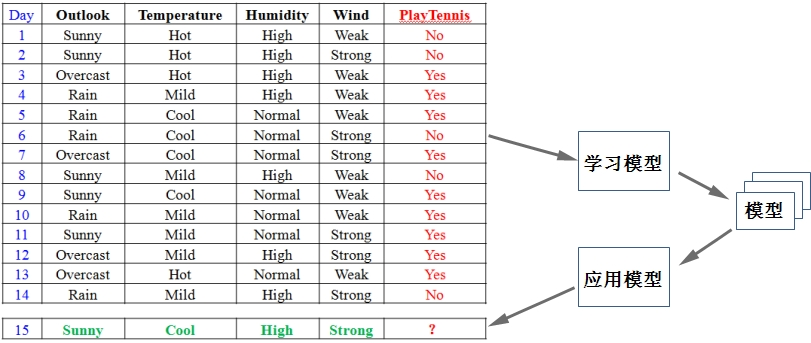 Day Outlook Temperature Humidity Wind PlayTennis
1 Sunny Hot High Weak No
2 Sunny Hot High Strong No
3 Overcast Hot High Weak Yes
4 Rain Mild High Weak Yes
5 Rain Cool Normal Weak Yes
6 Rain Cool Normal Strong No
7 Overcast Cool Normal Strong Yes
8 Sunny Mild High Weak No
9 Sunny Cool Normal Weak Yes
10 Rain Mild Normal Weak Yes
11 Sunny Mild Normal Strong Yes
12 Overcast Mild High Strong Yes
13 Overcast Hot Normal Weak Yes
14 Rain Mild High Strong No
15 Sunny Cool High Strong ?
学习模型
模型
应用模型